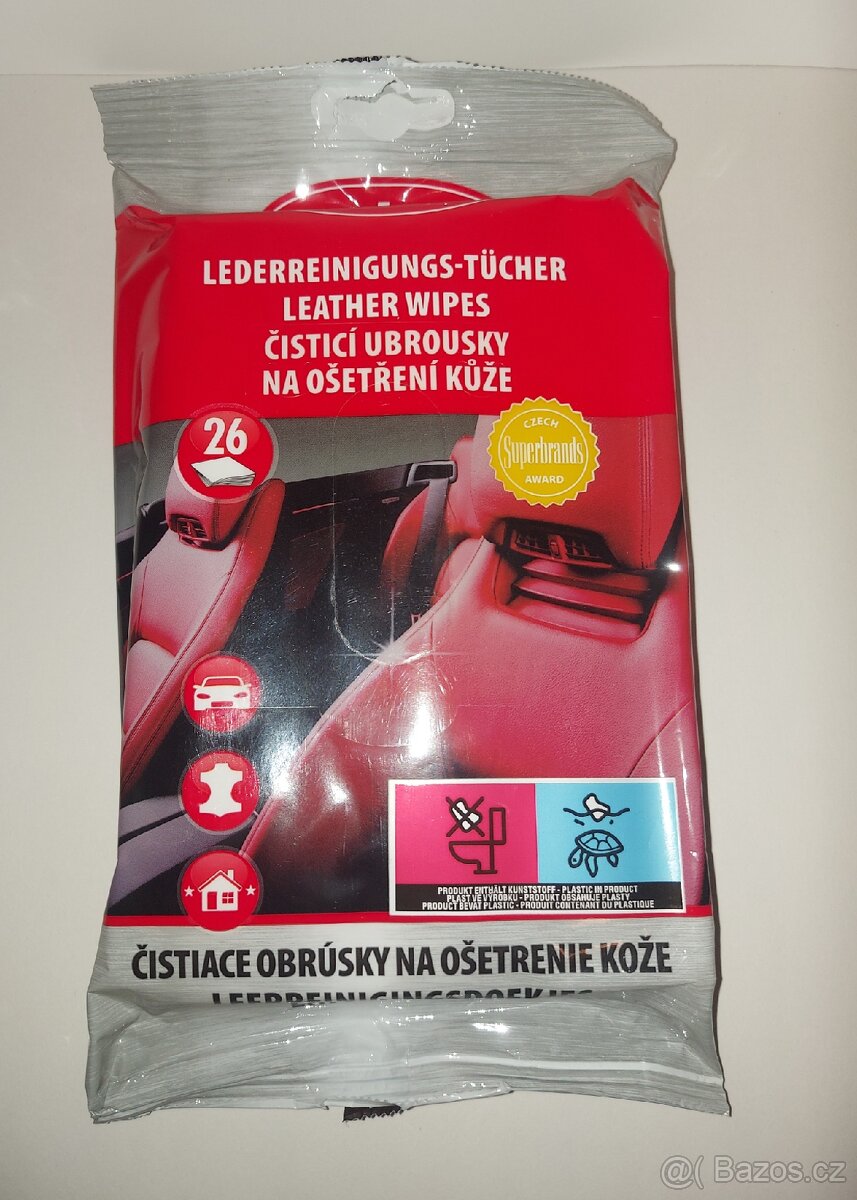 LEDERREINIGUNGS-TÜCHER
LEATHER WIPES
ČISTICÍ UBROUSKY
NA OŠETŘENÍ KŮŽE
26
CZECH
Superbrands
AWARD
PRODUKT ENTHÄLT KUNSTSTOFF - PLASTIC IN PRODUCT
PLAST VE VÝROBKU - PRODUKT OBSAHUJE PLASTY
PRODUCT BEVAT PLASTIC - PRODUIT CONTENANT DU PLASTIQUE
ČISTIACE OBRÚSKY NA OŠETRENIE KOŽE
LEERREINIGINGSDOEKJES
@( Bazos.cz